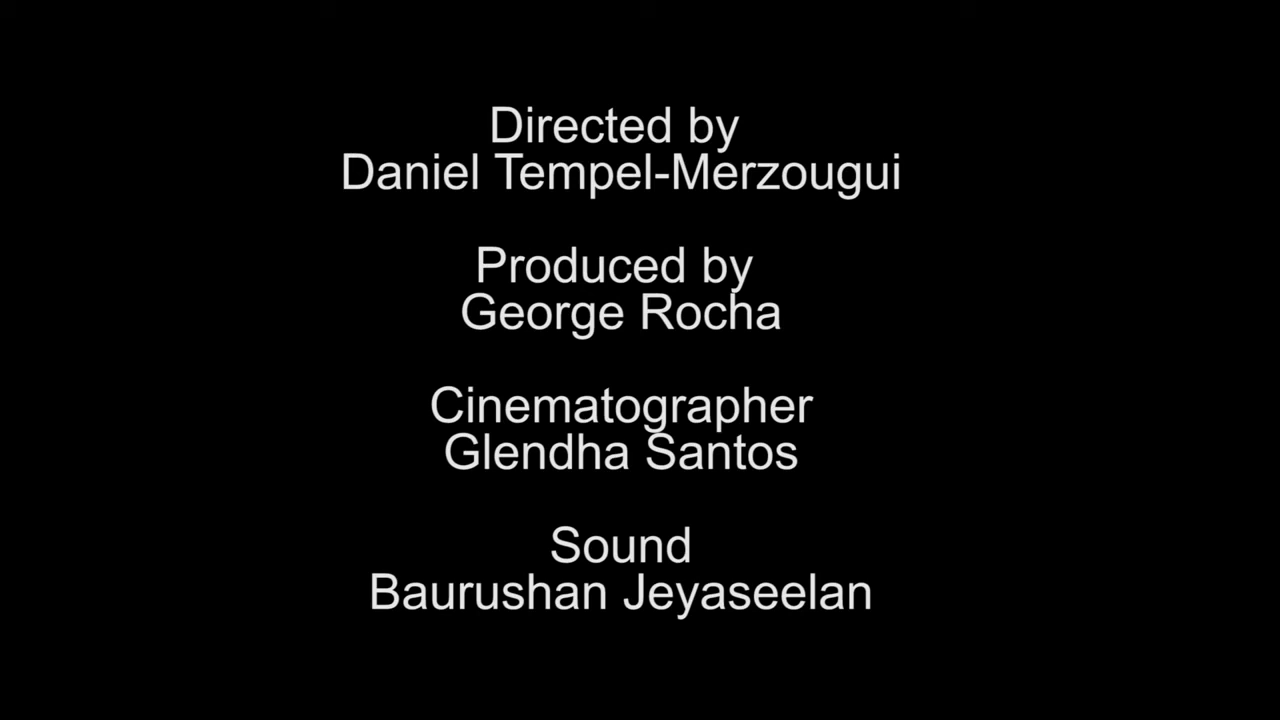 Directed by
Daniel Tempel-Merzougui
Produced by
George Rocha
Cinematographer
Glendha Santos
Sound
Baurushan Jeyaseelan